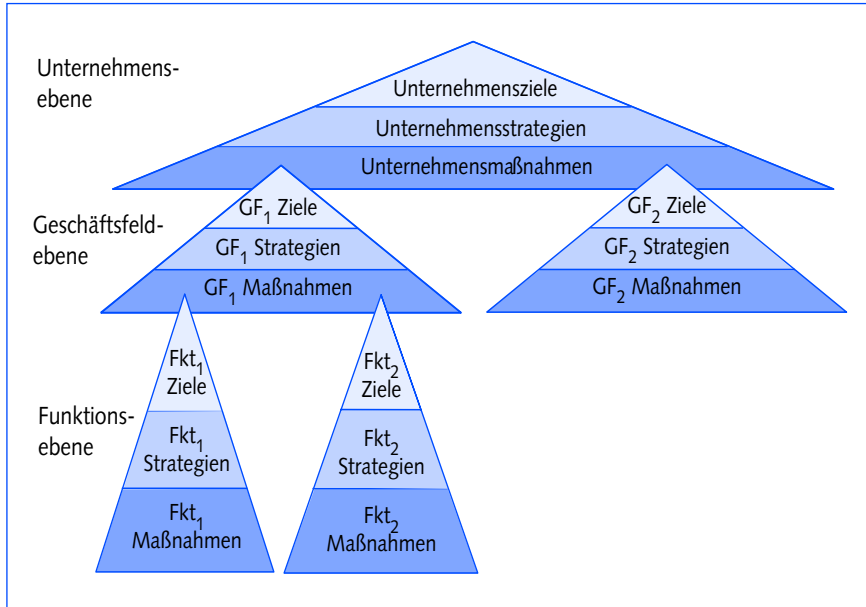 Unternehmens-
ebene
Unternehmensziele
Unternehmensstrategien
Unternehmensmaßnahmen
Geschäftsfeld-
ebene
GF₁ Ziele
GF₁ Strategien
GF₁ Maßnahmen
GF₂ Ziele
GF₂ Strategien
GF₂ Maßnahmen
Funktions-
ebene
Fkt₁
Ziele
Fkt₁
Strategien
Fkt₁
Maßnahmen
Fkt₂
Ziele
Fkt₂
Strategien
Fkt₂
Maßnahmen